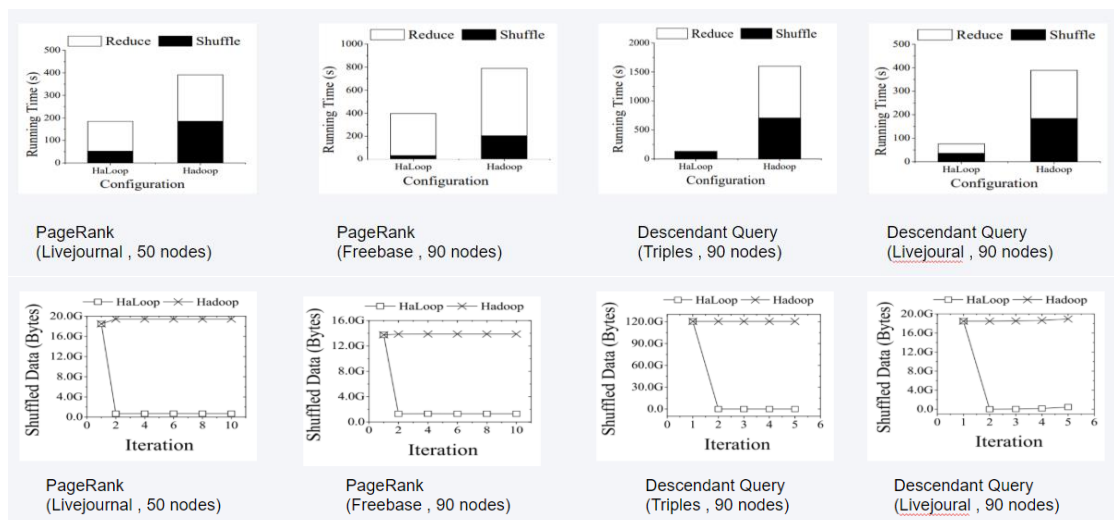 Reduce Shuffle
500
400
300
200
100
0
Running Time (s)
HaLoop Hadoop
Configuration
Reduce Shuffle
1000
800
600
400
200
0
Running Time (s)
HaLoop Hadoop
Configuration
Reduce Shuffle
2000
1500
1000
500
0
Running Time (s)
HaLoop Hadoop
Configuration
Reduce Shuffle
500
400
300
200
100
0
Running Time (s)
HaLoop Hadoop
Configuration
PageRank
(Livejournal , 50 nodes)
PageRank
(Freebase , 90 nodes)
Descendant Query
(Triples , 90 nodes)
Descendant Query
(Livejoural , 90 nodes)
HaLoop Hadoop
20.0G
16.0G
12.0G
8.0G
4.0G
0.0
Shuffled Data (Bytes)
0 2 4 6 8 10
Iteration
HaLoop Hadoop
16.0G
12.0G
8.0G
4.0G
0.0
Shuffled Data (Bytes)
0 2 4 6 8 10
Iteration
HaLoop Hadoop
120.0G
90.0G
60.0G
30.0G
0.0
Shuffled Data (Bytes)
0 1 2 3 4 5 6
Iteration
HaLoop Hadoop
20.0G
16.0G
12.0G
8.0G
4.0G
0.0
Shuffled Data (Bytes)
0 1 2 3 4 5 6
Iteration
PageRank
(Livejournal , 50 nodes)
PageRank
(Freebase , 90 nodes)
Descendant Query
(Triples , 90 nodes)
Descendant Query
(Livejoural , 90 nodes)